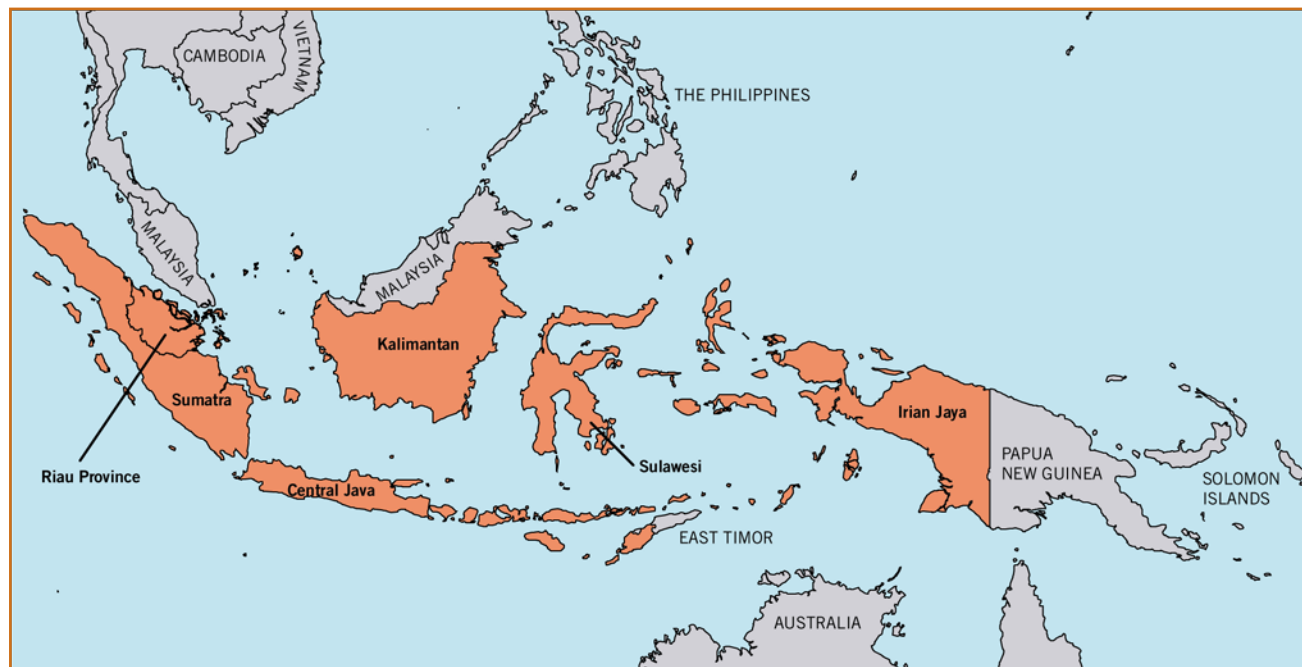 CAMBODIA
VIETNAM
THE PHILIPPINES
MALAYSIA
MALAYSIA
Kalimantan
Sumatra
Irian Jaya
Riau Province
Sulawesi
PAPUA
NEW GUINEA
SOLOMON
ISLANDS
Central Java
EAST TIMOR
AUSTRALIA